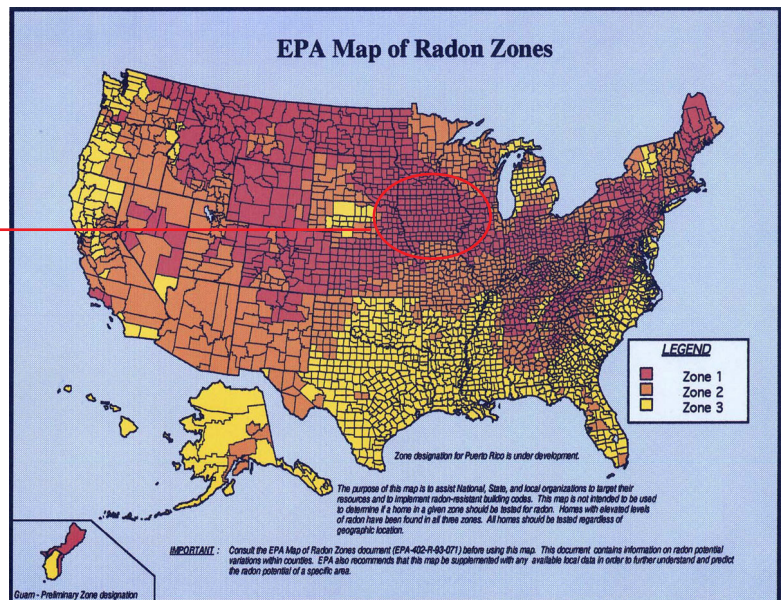 EPA Map of Radon Zones
LEGEND
Zone 1
Zone 2
Zone 3
Zone designation for Puerto Rico is under development.
The purpose of this map is to assist National, State, and local organizations to target their
resources and to implement radon-resistant building codes. This map is not intended to be used
to determine if a home in a given zone should be tested for radon. Homes with elevated levels
of radon have been found in all three zones. All homes should be tested regardless of
geographic location.
IMPORTANT : Consult the EPA Map of Radon Zones document (EPA-402-R-93-071) before using this map. This document contains information on radon potential
variations within counties. EPA also recommends that this map be supplemented with any available local data in order to further understand and predict
the radon potential of a specific area.
Guam - Preliminary Zone designation